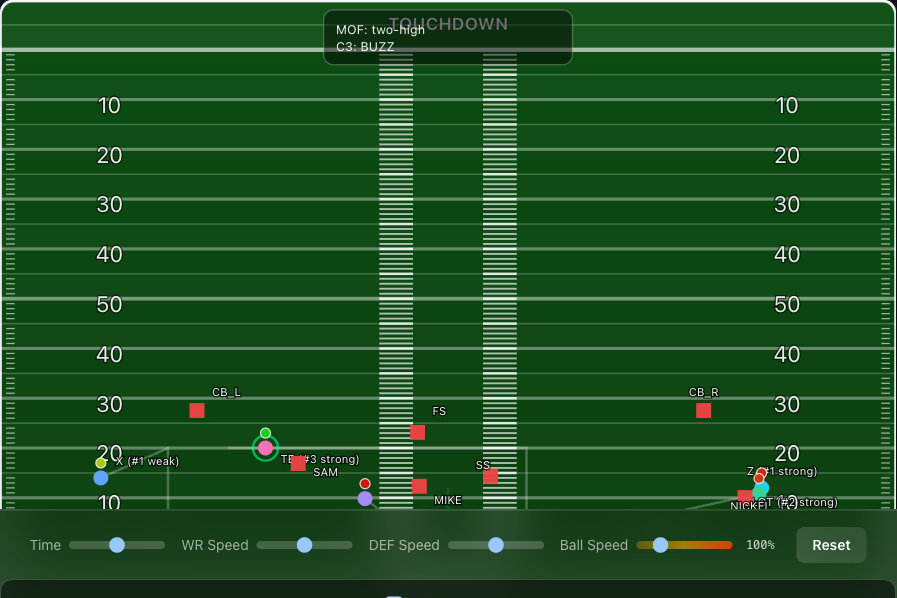 TOUCHDOWN
MOF: two-high
C3: BUZZ
10 10
20 20
30 30
40 40
50 50
40 40
CB_L CB_R
30 30
FS
20 20
X (#1 weak) TE (#3 strong) SS Z (#1 strong)
SAM
10 MIKE NICKEL (#2 strong)
Time WR Speed DEF Speed Ball Speed 100% Reset